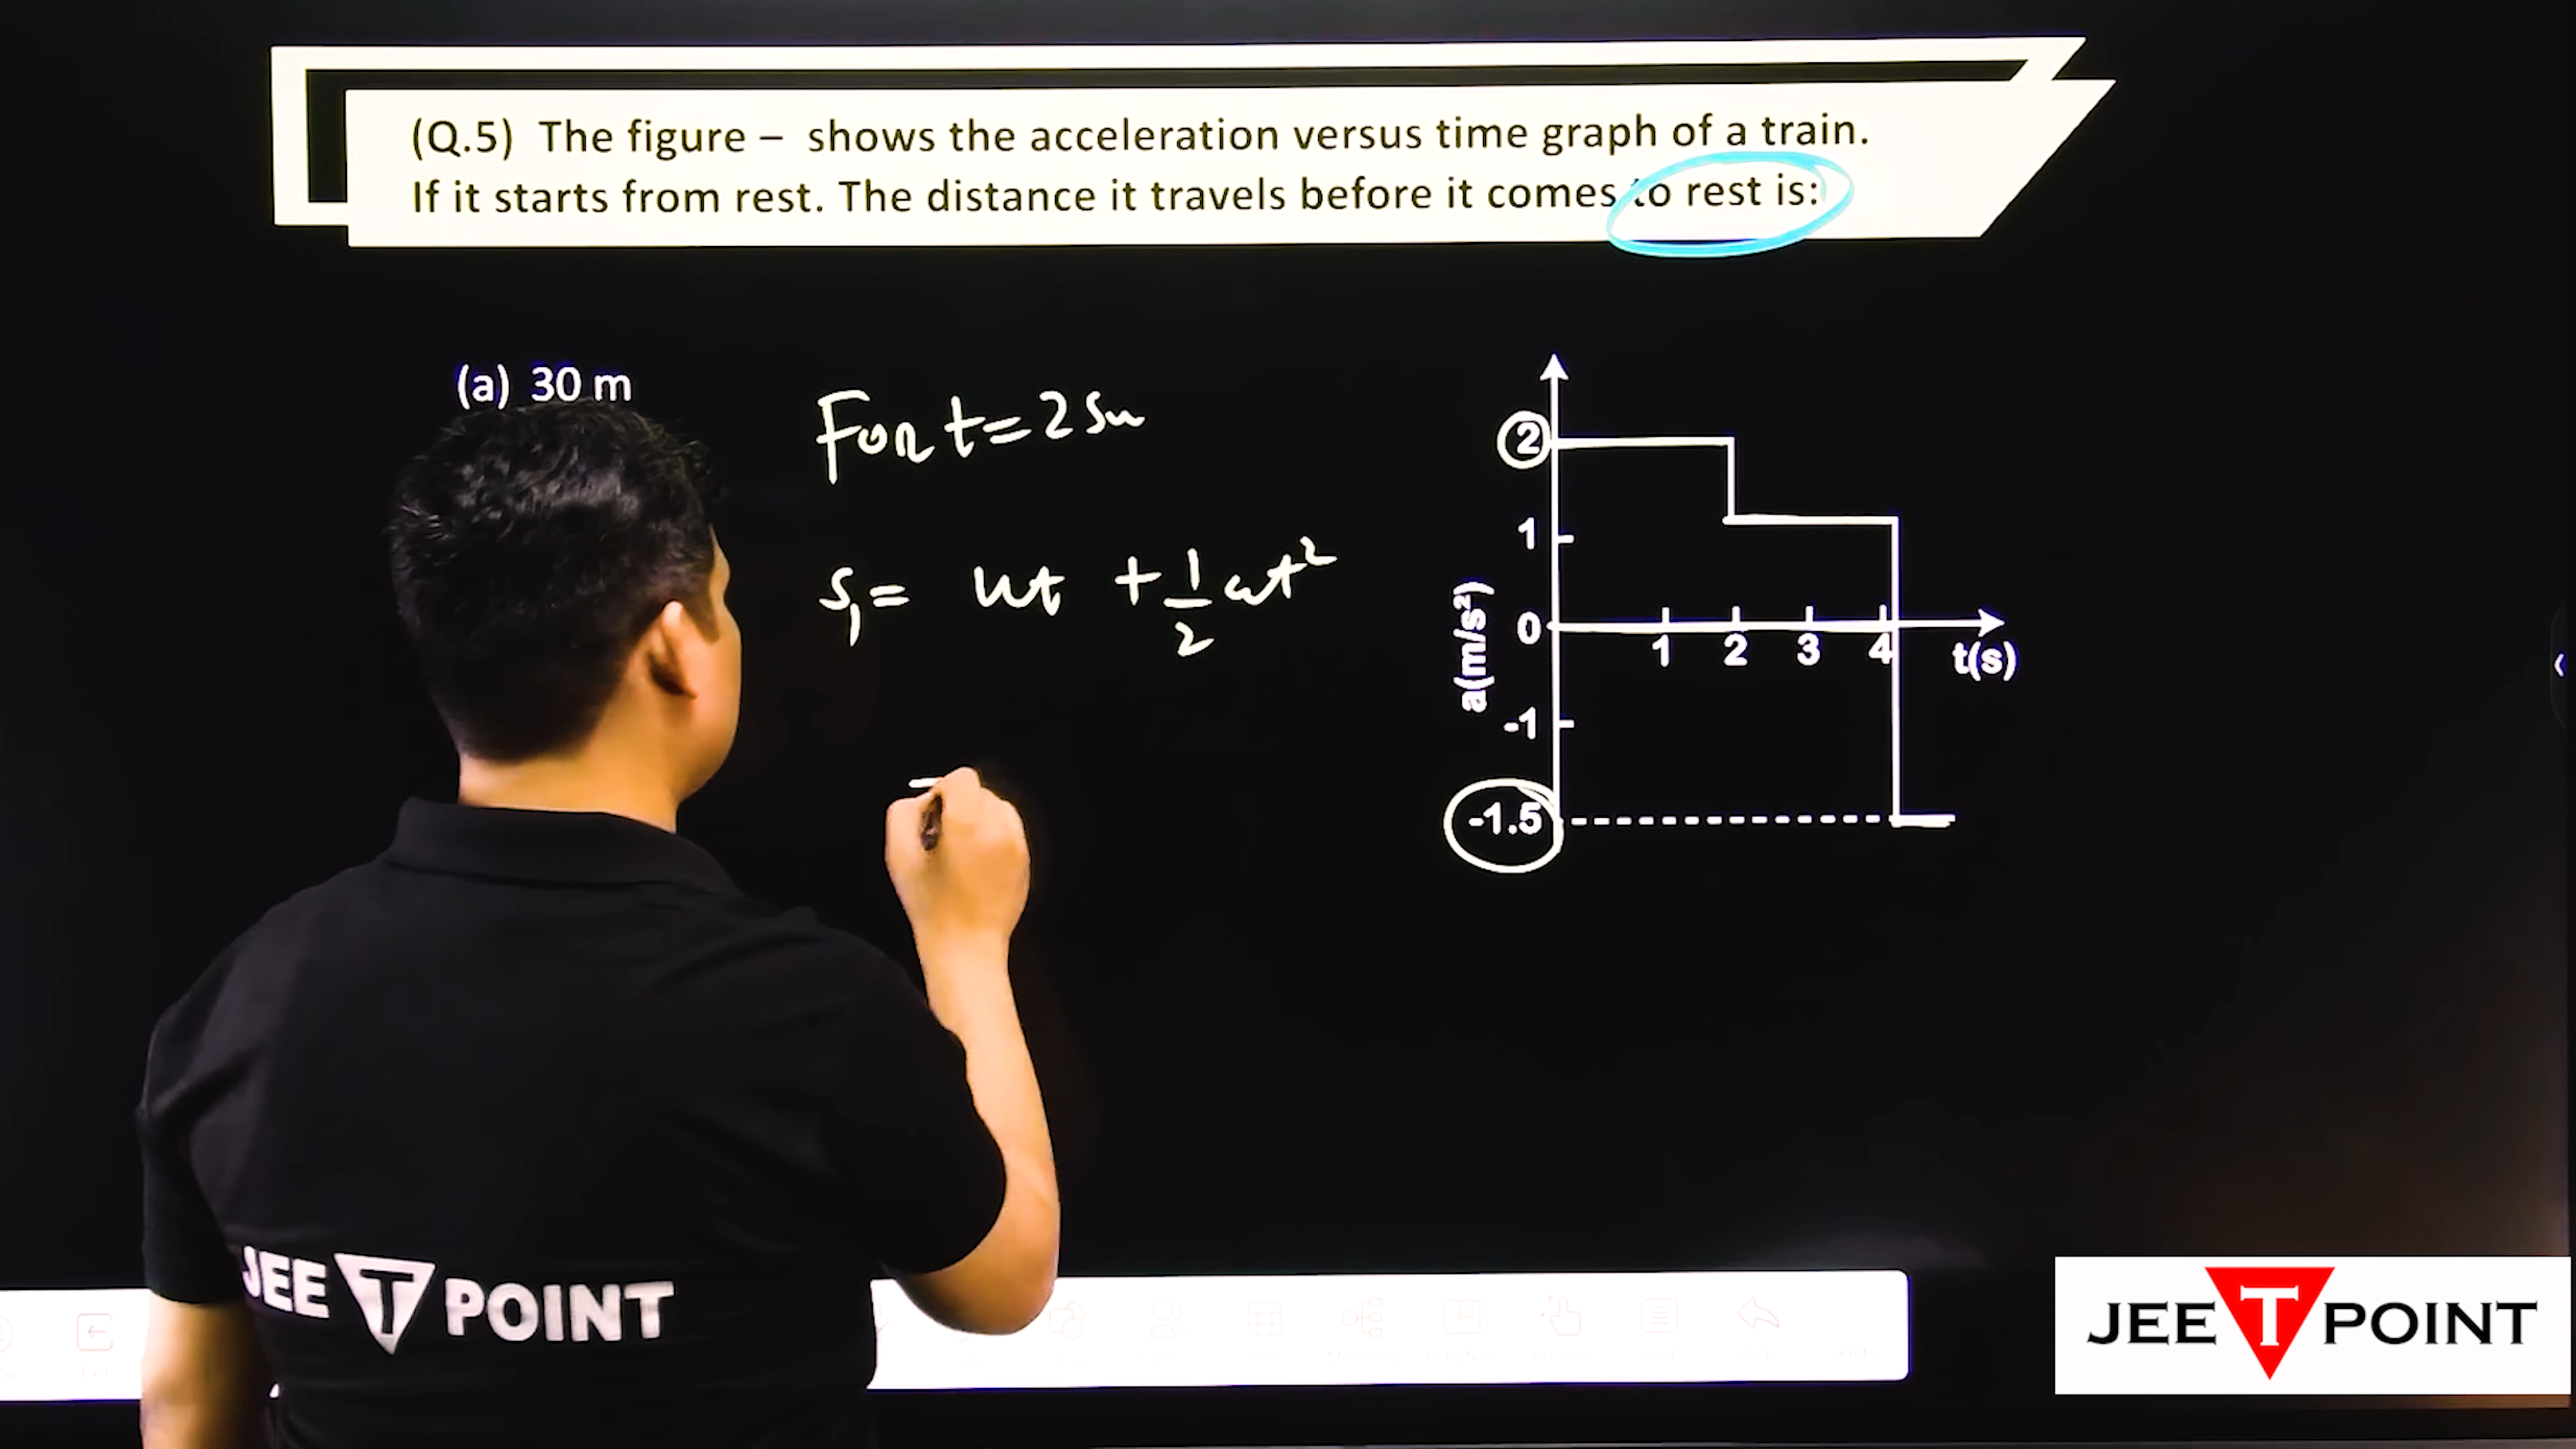 (Q.5) The figure – shows the acceleration versus time graph of a train.
If it starts from rest. The distance it travels before it comes to rest is:
(a) 30 m
For t = 2 sec
S₁ = ut + 1/2 at²
2
1
0
-1
-1.5
a(m/s²)
1 2 3 4 t(s)
JEE T POINT
JEE T POINT